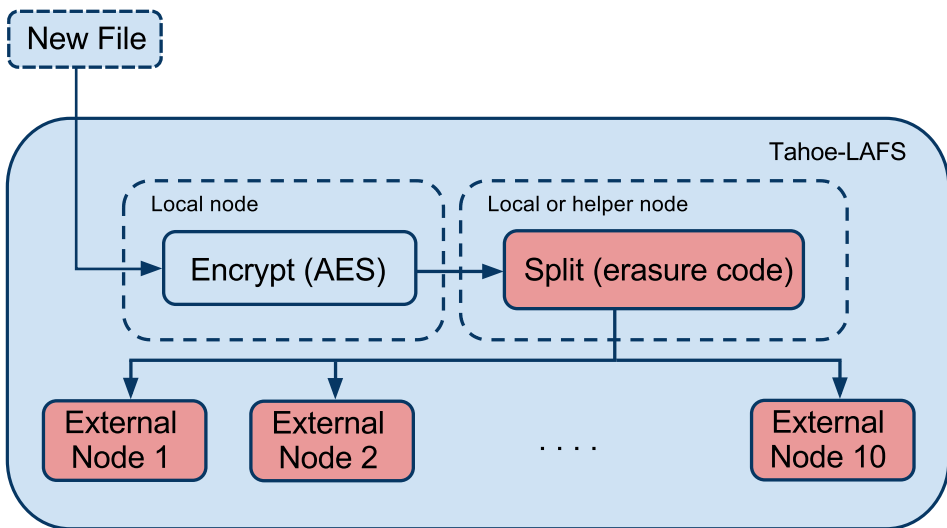 New File
Tahoe-LAFS
Local node
Local or helper node
Encrypt (AES)
Split (erasure code)
External
Node 1
External
Node 2
. . . .
External
Node 10